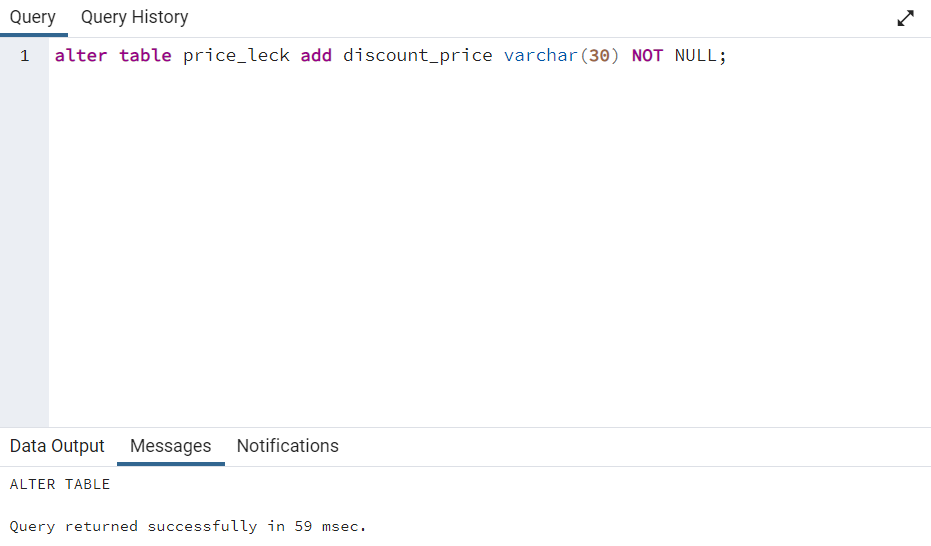 Query Query History
1 alter table price_leck add discount_price varchar(30) NOT NULL;
Data Output Messages Notifications
ALTER TABLE
Query returned successfully in 59 msec.